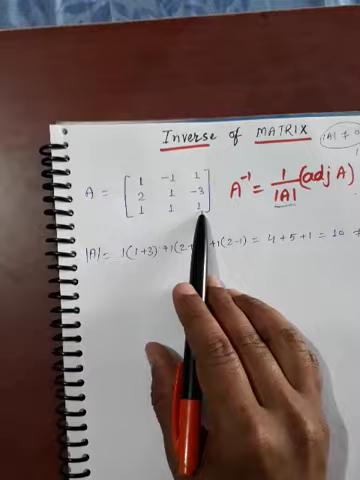 Inverse of MATRIX
|A| ≠ 0
A = [ 1 -1 1
2 1 -3
1 1 1 ]
A⁻¹ = 1/|A| (adj A)
|A| = 1(1+3) +1(2+ +1(2-1) = 4+5+1 = 10 ≠